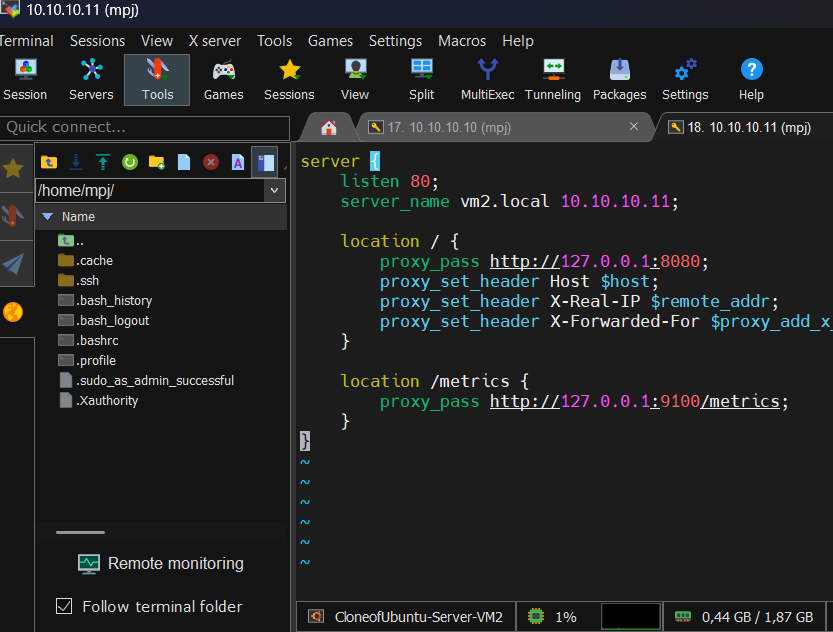 10.10.10.11 (mpj)
Terminal Sessions View X server Tools Games Settings Macros Help
Session Servers Tools Games Sessions View Split MultiExec Tunneling Packages Settings Help
Quick connect...
17. 10.10.10.10 (mpj)
18. 10.10.10.11 (mpj)
/home/mpj/
Name
..
.cache
.ssh
.bash_history
.bash_logout
.bashrc
.profile
.sudo_as_admin_successful
.Xauthority
Remote monitoring
Follow terminal folder
server {
listen 80;
server_name vm2.local 10.10.10.11;
location / {
proxy_pass http://127.0.0.1:8080;
proxy_set_header Host $host;
proxy_set_header X-Real-IP $remote_addr;
proxy_set_header X-Forwarded-For $proxy_add_x_
}
location /metrics {
proxy_pass http://127.0.0.1:9100/metrics;
}
}
~
~
~
~
~
~
CloneofUbuntu-Server-VM2 1% 0,44 GB / 1,87 GB